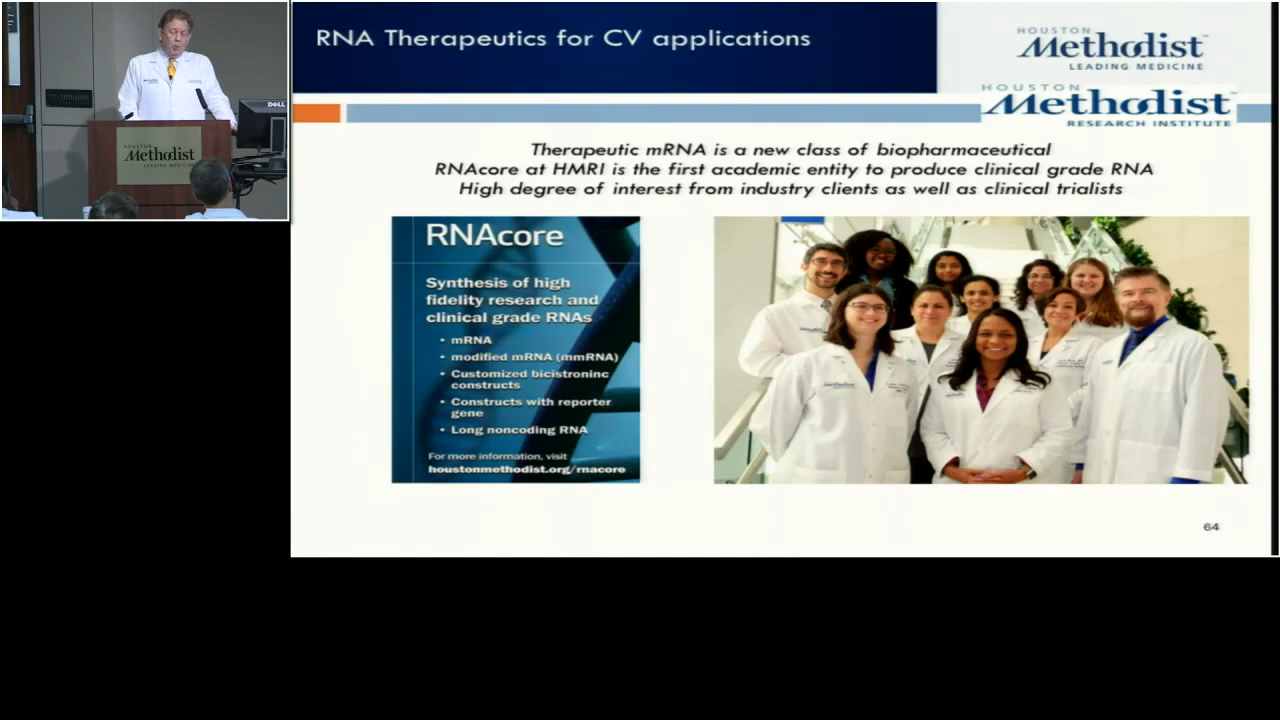 RNA Therapeutics for CV applications
HOUSTON
Methodist
LEADING MEDICINE
HOUSTON
Methodist
RESEARCH INSTITUTE
DELL
Methodist
LEADING MEDICINE
Therapeutic mRNA is a new class of biopharmaceutical
RNAcore at HMRI is the first academic entity to produce clinical grade RNA
High degree of interest from industry clients as well as clinical trialists
RNAcore
Synthesis of high
fidelity research and
clinical grade RNAs
• mRNA
• modified mRNA (mmRNA)
• Customized bicistroninc
constructs
• Constructs with reporter
gene
• Long noncoding RNA
For more information, visit
houstonmethodist.org/rnacore
64